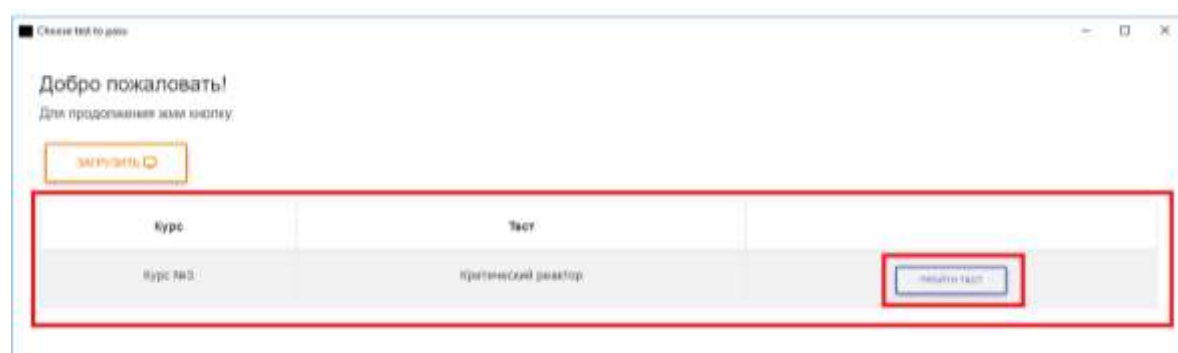 Choose test to pass
Добро пожаловать!
Для продолжения жми кнопку:
ЗАГРУЗИТЬ
Курс Тест
Курс №3 Критический реактор ПРОЙТИ ТЕСТ